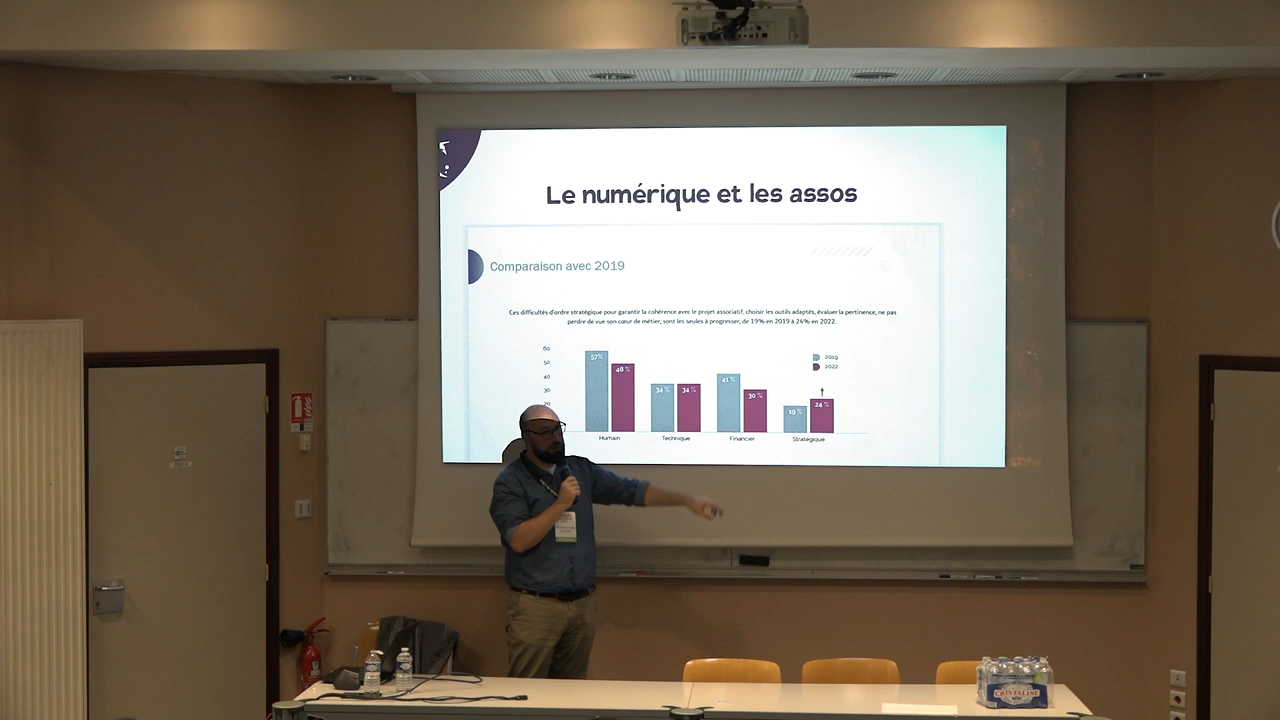 Le numérique et les assos
Comparaison avec 2019
Ces difficultés d'ordre stratégique pour garantir la cohérence avec le projet associatif, choisir les outils adaptés, évaluer la pertinence, ne pas
perdre de vue son cœur de métier, sont les seules à progresser, de 19% en 2019 à 24% en 2022.
60
50
40
30
20
57%
48 %
34 %
34 %
41 %
30 %
19 %
24 %
2019
2022
Humain
Technique
Financier
Stratégique
CRISTALINE